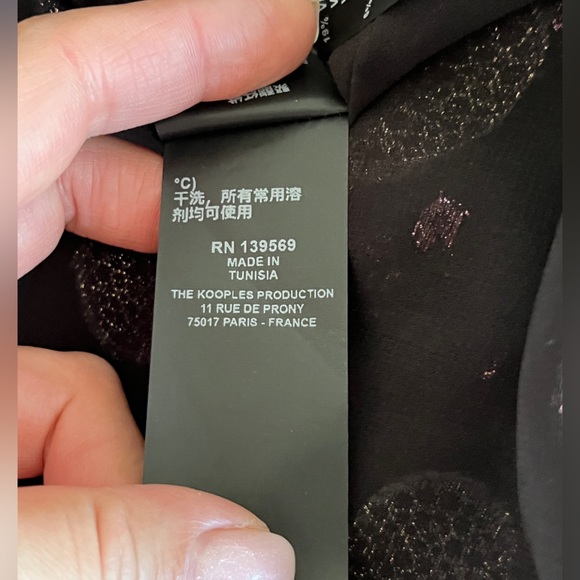 °C)
干洗，所有常用溶
剂均可使用
RN 139569
MADE IN
TUNISIA
THE KOOPLES PRODUCTION
11 RUE DE PRONY
75017 PARIS - FRANCE